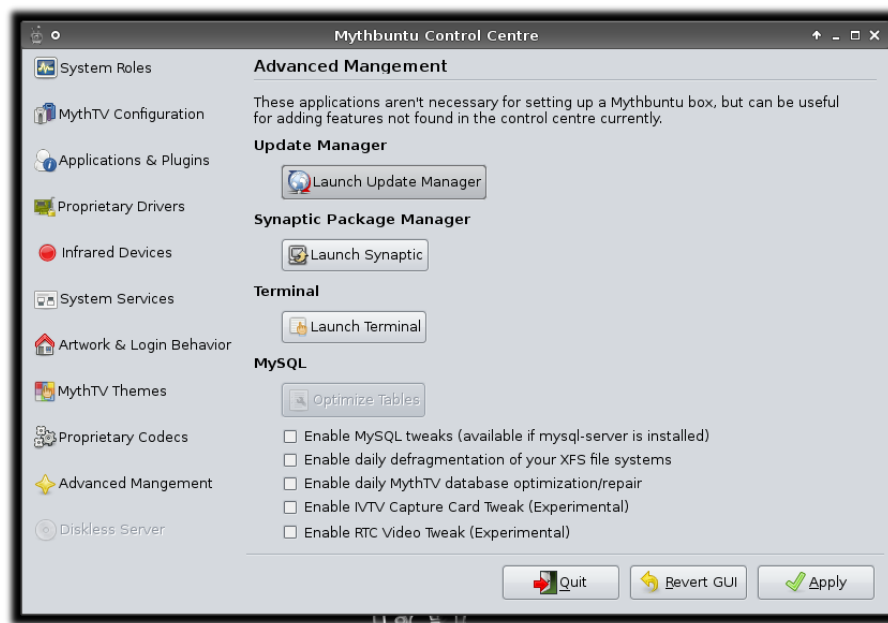 Mythbuntu Control Centre
System Roles
MythTV Configuration
Applications & Plugins
Proprietary Drivers
Infrared Devices
System Services
Artwork & Login Behavior
MythTV Themes
Proprietary Codecs
Advanced Mangement
Diskless Server
Advanced Mangement
These applications aren't necessary for setting up a Mythbuntu box, but can be useful
for adding features not found in the control centre currently.
Update Manager
Launch Update Manager
Synaptic Package Manager
Launch Synaptic
Terminal
Launch Terminal
MySQL
Optimize Tables
Enable MySQL tweaks (available if mysql-server is installed)
Enable daily defragmentation of your XFS file systems
Enable daily MythTV database optimization/repair
Enable IVTV Capture Card Tweak (Experimental)
Enable RTC Video Tweak (Experimental)
Quit
Revert GUI
Apply